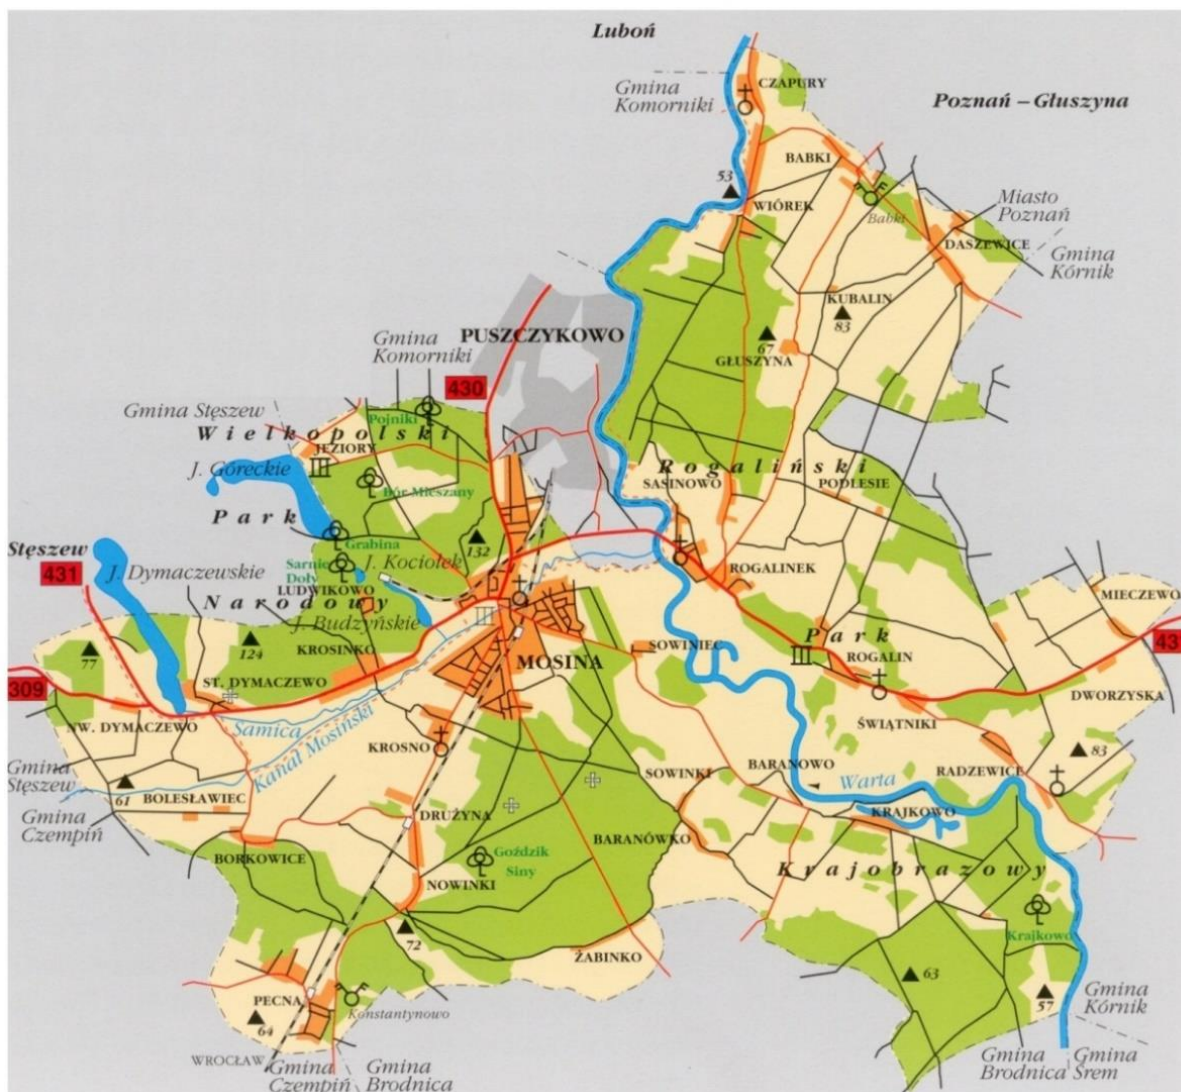 Luboń
Gmina
Komorniki
CZAPURY
Poznań – Głuszyna
BABKI
53
WIÓREK
Babki
Miasto
Poznań
DASZEWICE
Gmina
Kórnik
KUBALIN
83
67
GŁUSZYNA
PUSZCZYKOWO
Gmina
Komorniki
430
Gmina Stęszew
Pojniki
Wielkopolski
JEZIORY
J. Góreckie
Bór Mieszany
Rogaliński
SASINOWO
PODLESIE
Park
Grabina
132
Stęszew
431
J. Dymaczewskie
Sarnie
Doły
J. Kociołek
LUDWIKOWO
ROGALINEK
MIECZEWO
Narodowy
J. Budzyńskie
77
124
KROSINKO
MOSINA
SOWINIEC
Park
ROGALIN
43
309
ST. DYMACZEWO
DWORZYSKA
NW. DYMACZEWO
Samica
Kanał Mosiński
KROSNO
ŚWIĄTNIKI
83
Gmina
Stęszew
61
BOLESŁAWIEC
SOWINKI
BARANOWO
Warta
RADZEWICE
Gmina
Czempiń
DRUŻYNA
KRAJKOWO
BARANÓWKO
BORKOWICE
Goździk
Siny
NOWINKI
Krajobrazowy
72
Krajkowo
ŻABINKO
63
57
PECNA
64
Konstantynowo
Gmina
Kórnik
WROCŁAW
Gmina
Czempiń
Gmina
Brodnica
Gmina
Brodnica
Gmina
Śrem